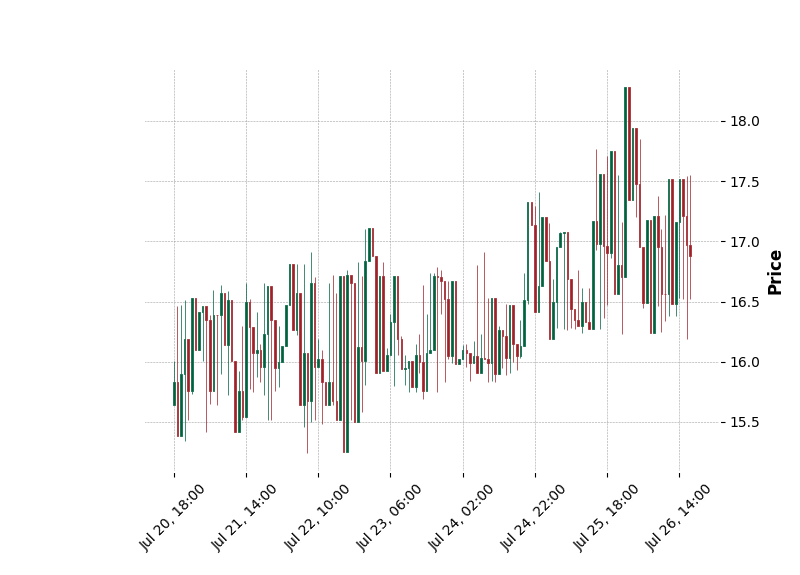 18.0
17.5
17.0
16.5
16.0
15.5
Price
Jul 20, 18:00
Jul 21, 14:00
Jul 22, 10:00
Jul 23, 06:00
Jul 24, 02:00
Jul 24, 22:00
Jul 25, 18:00
Jul 26, 14:00